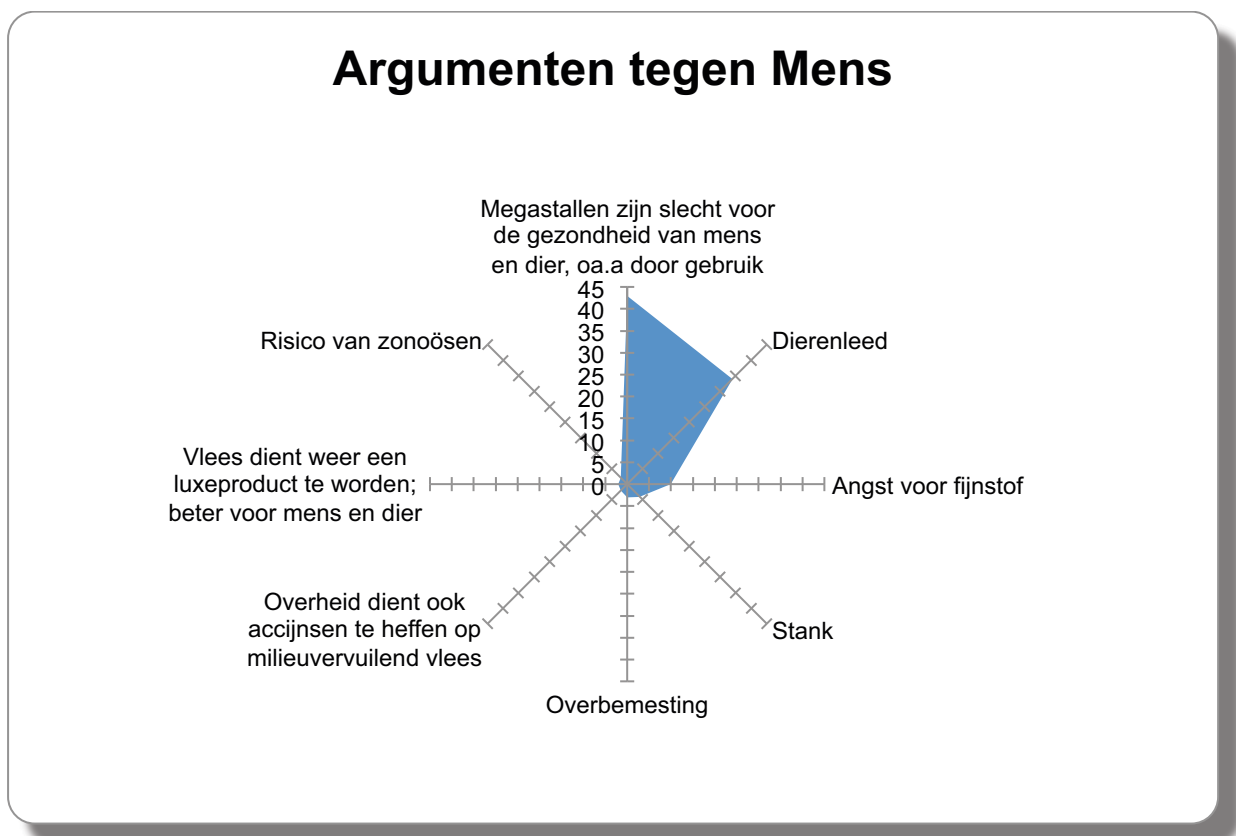 Argumenten tegen Mens
Megastallen zijn slecht voor
de gezondheid van mens
en dier, oa.a door gebruik
45
40
35
30
25
20
15
10
5
0
Dierenleed
Angst voor fijnstof
Stank
Overbemesting
Overheid dient ook
accijnsen te heffen op
milieuvervuilend vlees
Vlees dient weer een
luxeproduct te worden;
beter voor mens en dier
Risico van zonoösen